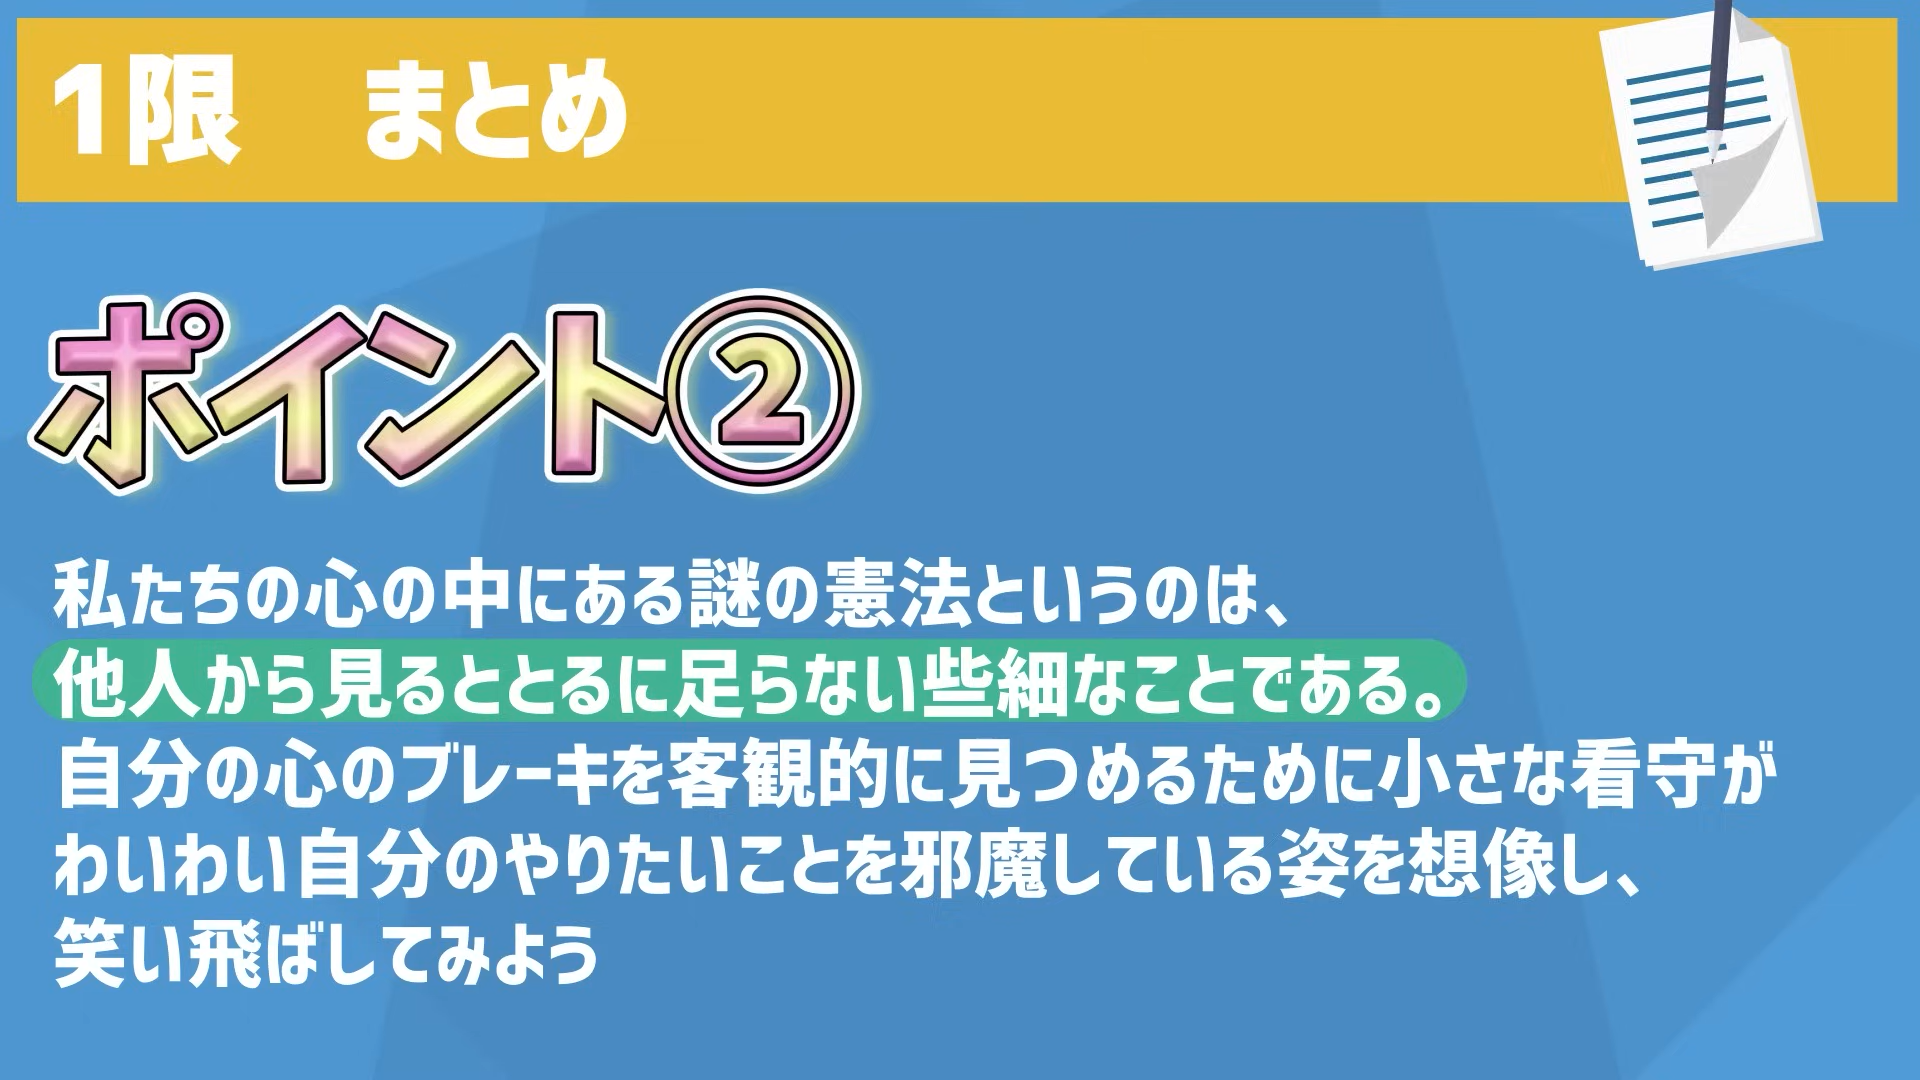 1限　まとめ
ポイント②
私たちの心の中にある謎の憲法というのは、
他人から見るととるに足らない些細なことである。
自分の心のブレーキを客観的に見つめるために小さな看守が
わいわい自分のやりたいことを邪魔している姿を想像し、
笑い飛ばしてみよう